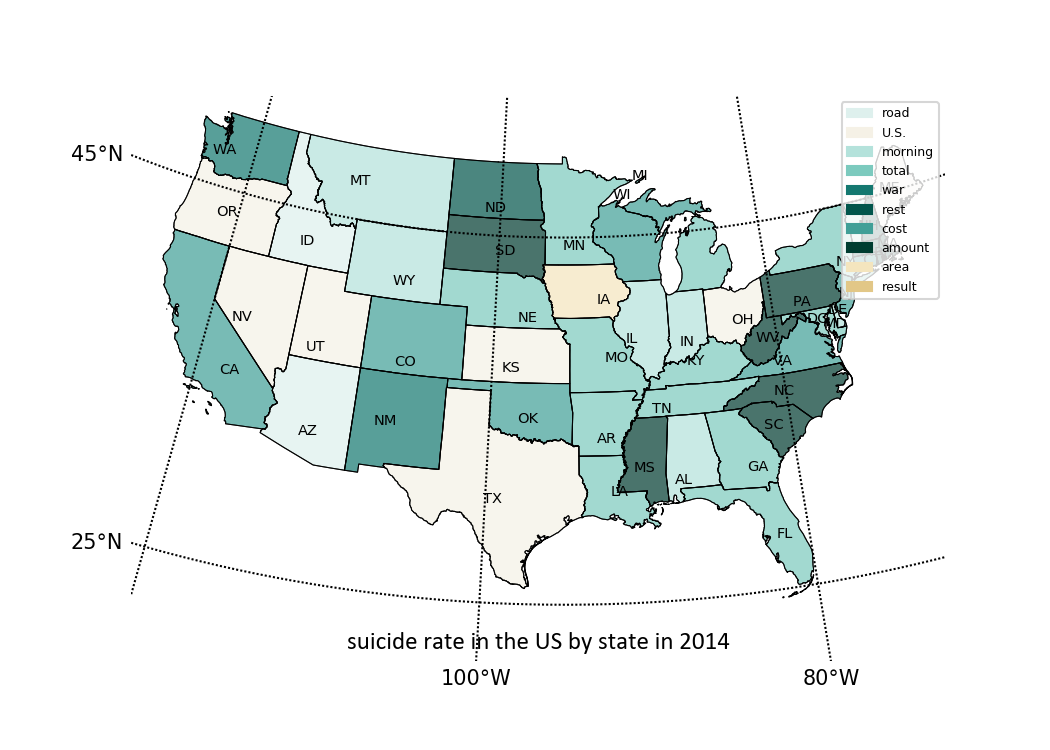 45°N
25°N
100°W
80°W
WA
OR
CA
NV
ID
MT
WY
UT
AZ
CO
NM
ND
SD
NE
KS
OK
TX
MN
IA
MO
AR
LA
WI
MI
IL
IN
OH
KY
TN
MS
AL
GA
FL
SC
NC
VA
WV
PA
DC
MD
DE
road
U.S.
morning
total
war
rest
cost
amount
area
result
suicide rate in the US by state in 2014